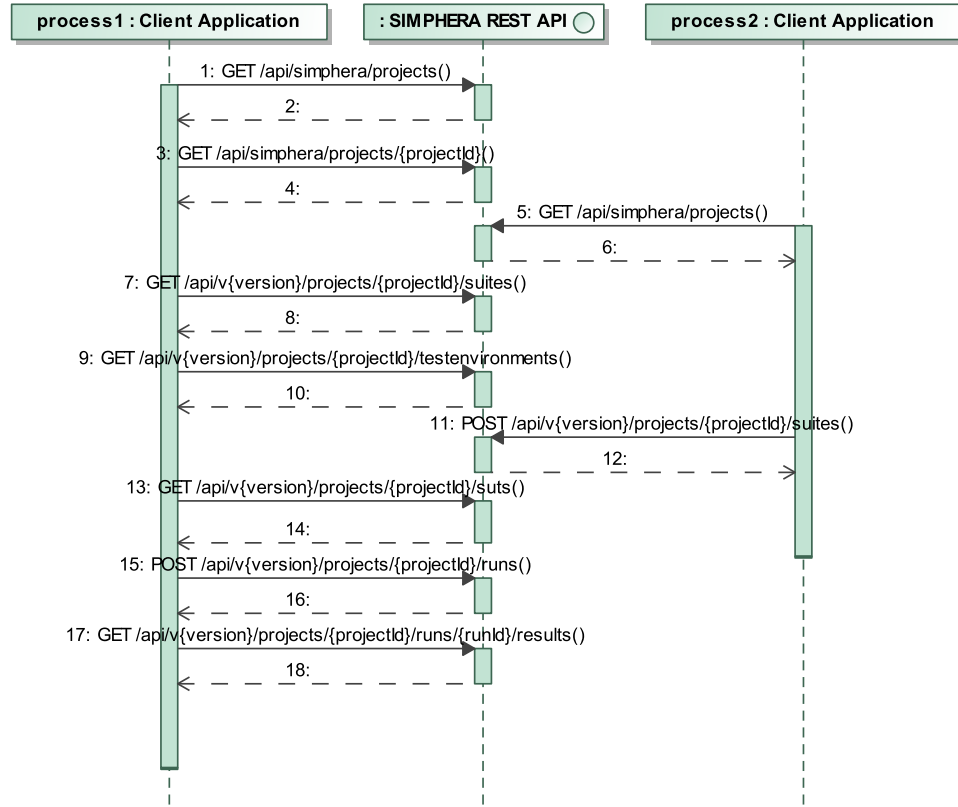 process1 : Client Application
: SIMPHERA REST API
process2 : Client Application
1: GET /api/simphera/projects()
2:
3: GET /api/simphera/projects/{projectId}()
4:
5: GET /api/simphera/projects()
6:
7: GET /api/v{version}/projects/{projectId}/suites()
8:
9: GET /api/v{version}/projects/{projectId}/testenvironments()
10:
11: POST /api/v{version}/projects/{projectId}/suites()
12:
13: GET /api/v{version}/projects/{projectId}/suts()
14:
15: POST /api/v{version}/projects/{projectId}/runs()
16:
17: GET /api/v{version}/projects/{projectId}/runs/{runId}/results()
18: